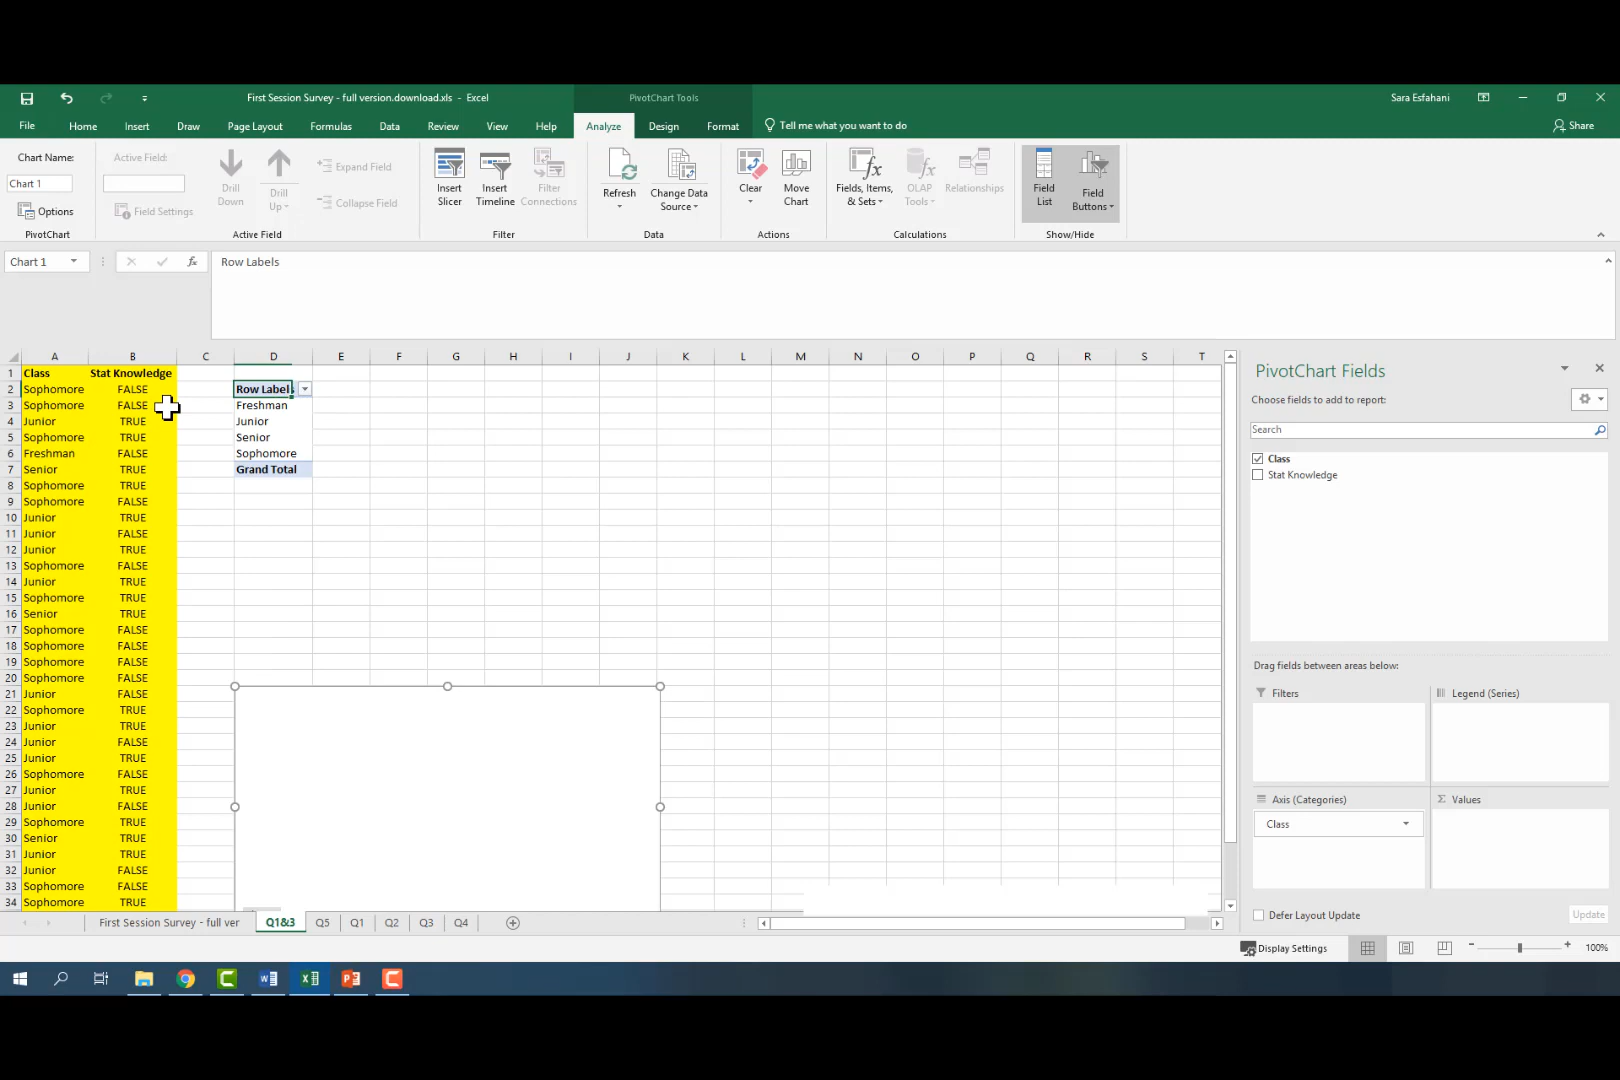 First Session Survey - full version.download.xls - Excel
PivotChart Tools
Sara Esfahani
File Home Insert Draw Page Layout Formulas Data Review View Help Analyze Design Format Tell me what you want to do Share
Chart Name:
Chart 1
Options
PivotChart
Active Field:
Field Settings
Drill Down
Drill Up
Expand Field
Collapse Field
Active Field
Insert Slicer
Insert Timeline
Filter Connections
Filter
Refresh
Change Data Source
Data
Clear
Move Chart
Actions
Fields, Items, & Sets
OLAP Tools
Relationships
Calculations
Field List
Field Buttons
Show/Hide
Chart 1 fx Row Labels
A B C D E F G H I J K L M N O P Q R S T
1 Class Stat Knowledge
2 Sophomore FALSE Row Labels
3 Sophomore FALSE Freshman
4 Junior TRUE Junior
5 Sophomore TRUE Senior
6 Freshman FALSE Sophomore
7 Senior TRUE Grand Total
8 Sophomore TRUE
9 Sophomore FALSE
10 Junior TRUE
11 Junior FALSE
12 Junior TRUE
13 Sophomore FALSE
14 Junior TRUE
15 Sophomore TRUE
16 Senior TRUE
17 Sophomore FALSE
18 Sophomore FALSE
19 Sophomore FALSE
20 Sophomore FALSE
21 Junior FALSE
22 Sophomore TRUE
23 Junior TRUE
24 Junior FALSE
25 Junior TRUE
26 Sophomore FALSE
27 Junior TRUE
28 Junior FALSE
29 Sophomore TRUE
30 Senior TRUE
31 Junior TRUE
32 Junior FALSE
33 Sophomore FALSE
34 Sophomore TRUE
PivotChart Fields
Choose fields to add to report:
Search
Class
Stat Knowledge
Drag fields between areas below:
Filters
Legend (Series)
Axis (Categories)
Σ Values
Class
Defer Layout Update
Update
First Session Survey - full ver Q1&3 Q5 Q1 Q2 Q3 Q4
Display Settings
100%